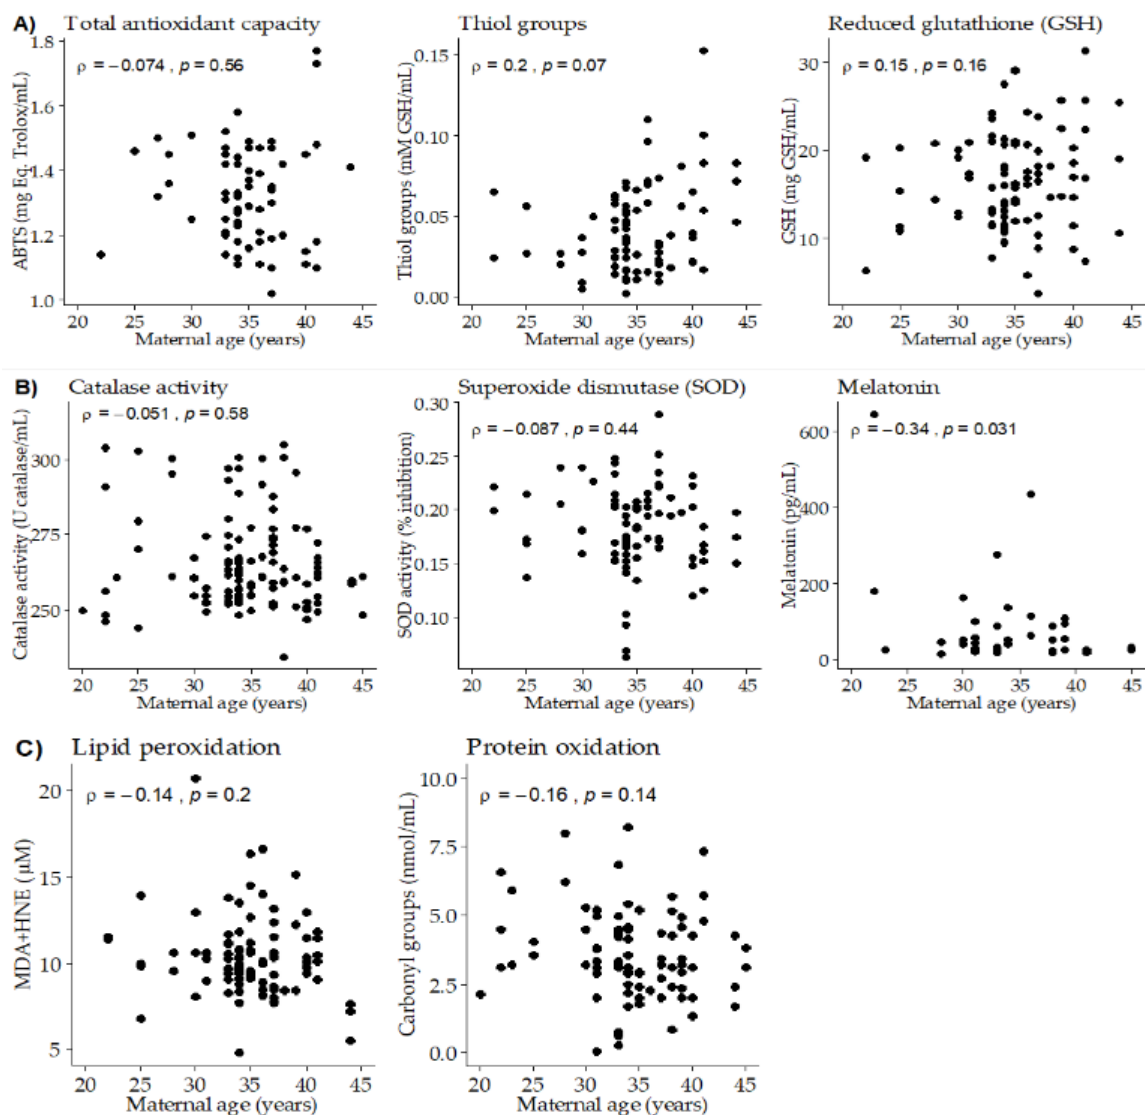 A) Total antioxidant capacity
ρ = −0.074 , p = 0.56
ABTS (mg Eq. Trolox/mL)
1.8
1.6
1.4
1.2
1.0
20 25 30 35 40 45
Maternal age (years)
Thiol groups
ρ = 0.2 , p = 0.07
Thiol groups (mM GSH/mL)
0.15
0.10
0.05
0.00
20 25 30 35 40 45
Maternal age (years)
Reduced glutathione (GSH)
ρ = 0.15 , p = 0.16
GSH (mg GSH/mL)
30
20
10
20 25 30 35 40 45
Maternal age (years)
B) Catalase activity
ρ = −0.051 , p = 0.58
Catalase activity (U catalase/mL)
300
275
250
20 25 30 35 40 45
Maternal age (years)
Superoxide dismutase (SOD)
ρ = −0.087 , p = 0.44
SOD activity (% inhibition)
0.30
0.25
0.20
0.15
0.10
20 25 30 35 40 45
Maternal age (years)
Melatonin
ρ = −0.34 , p = 0.031
Melatonin (pg/mL)
600
400
200
0
20 25 30 35 40 45
Maternal age (years)
C) Lipid peroxidation
ρ = −0.14 , p = 0.2
MDA+HNE (μM)
20
15
10
5
20 25 30 35 40 45
Maternal age (years)
Protein oxidation
ρ = −0.16 , p = 0.14
Carbonyl groups (nmol/mL)
10.0
7.5
5.0
2.5
0.0
20 25 30 35 40 45
Maternal age (years)